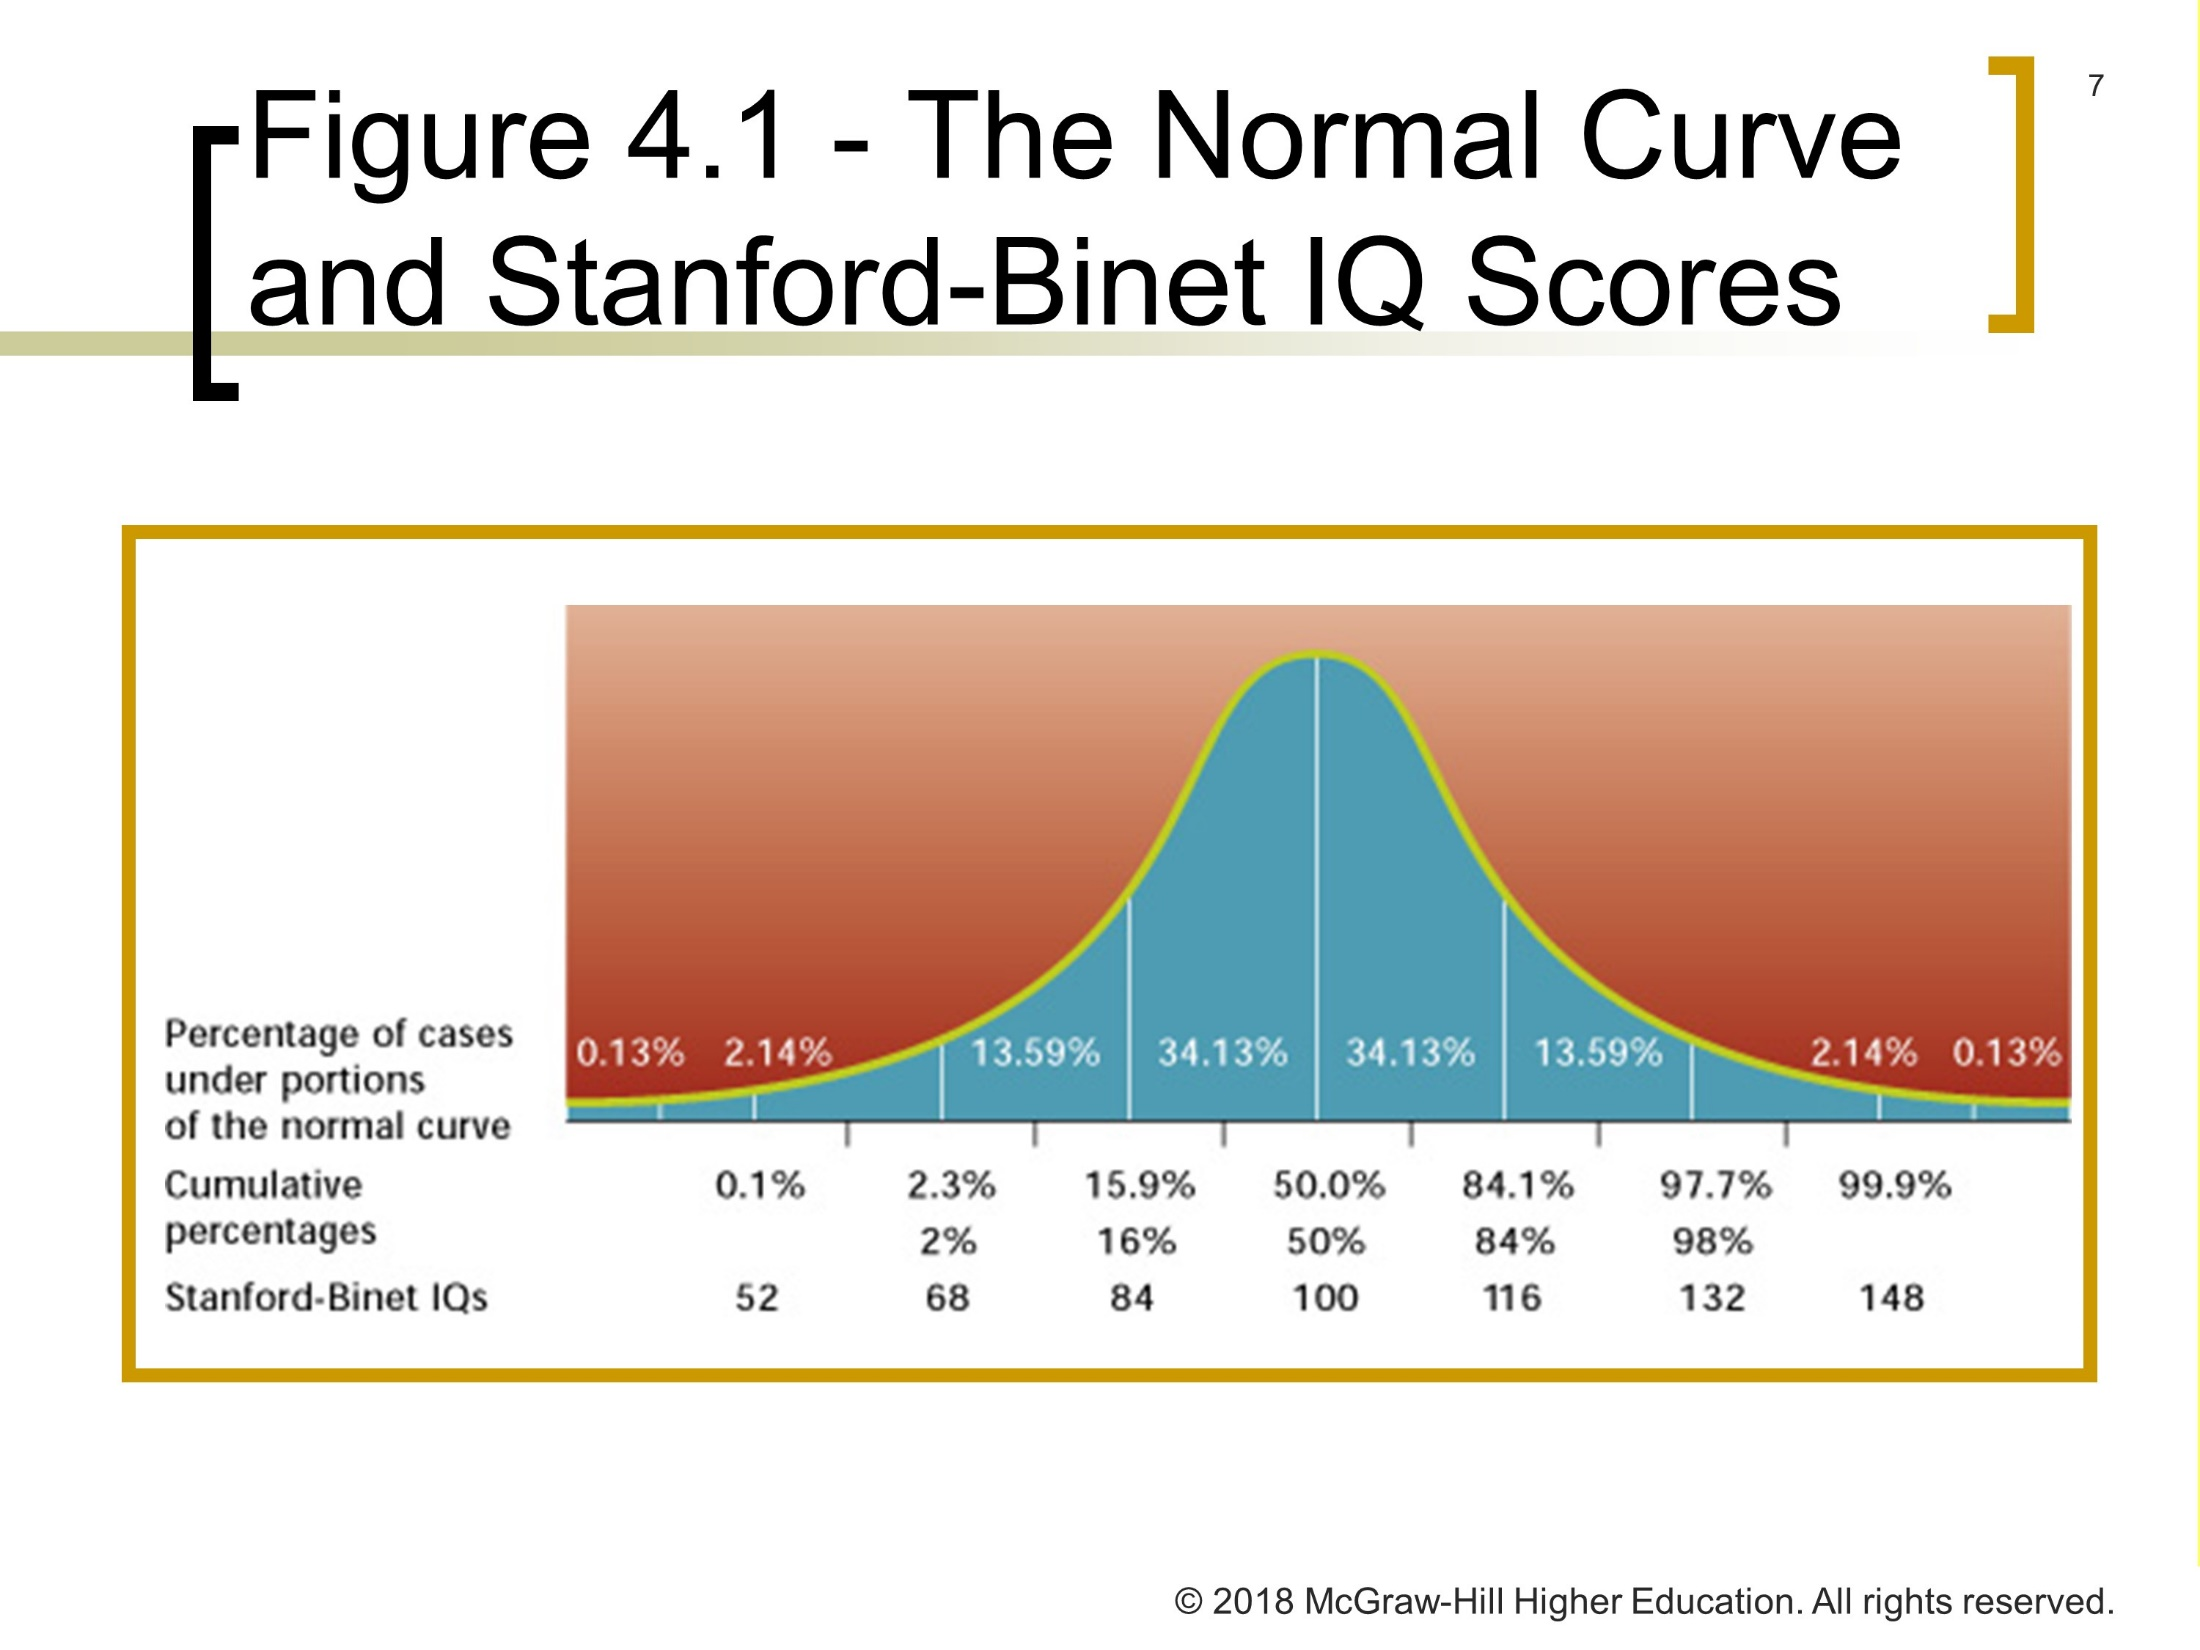 7
Figure 4.1 - The Normal Curve
and Stanford-Binet IQ Scores
Percentage of cases
under portions
of the normal curve
0.13% 2.14% 13.59% 34.13% 34.13% 13.59% 2.14% 0.13%
Cumulative
percentages
0.1% 2.3% 15.9% 50.0% 84.1% 97.7% 99.9%
2% 16% 50% 84% 98%
Stanford-Binet IQs 52 68 84 100 116 132 148
© 2018 McGraw-Hill Higher Education. All rights reserved.